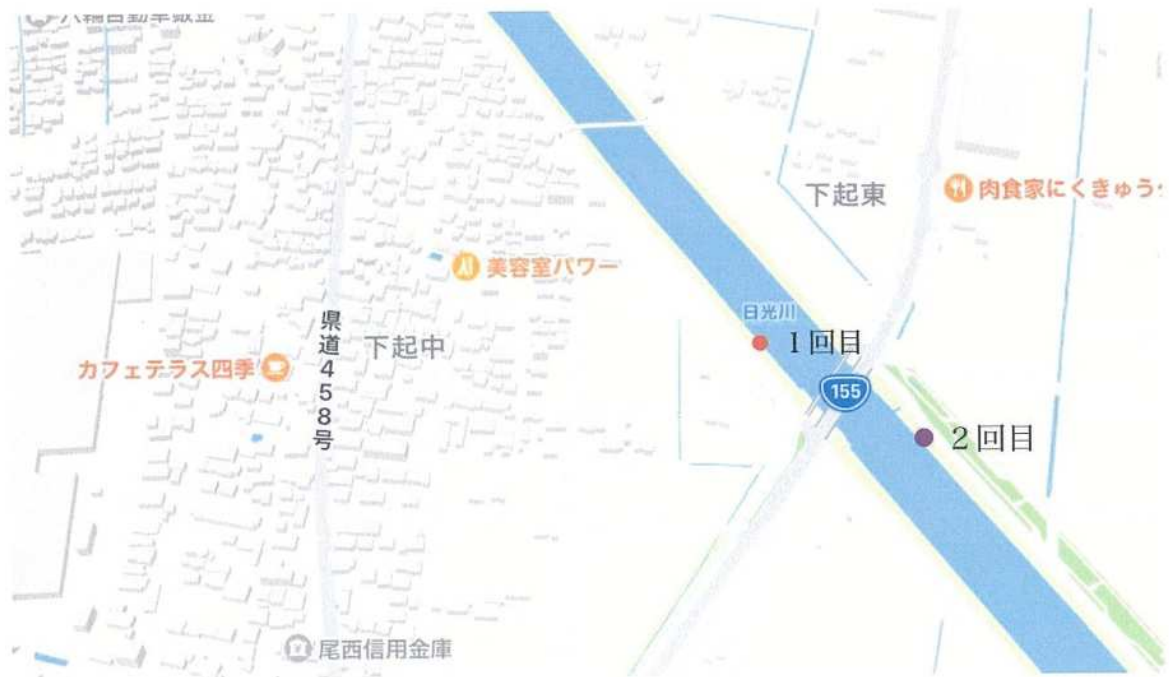 下起東
肉食家にくきゅう
美容室パワー
日光川
1回目
県道458号
下起中
カフェテラス四季
155
2回目
尾西信用金庫